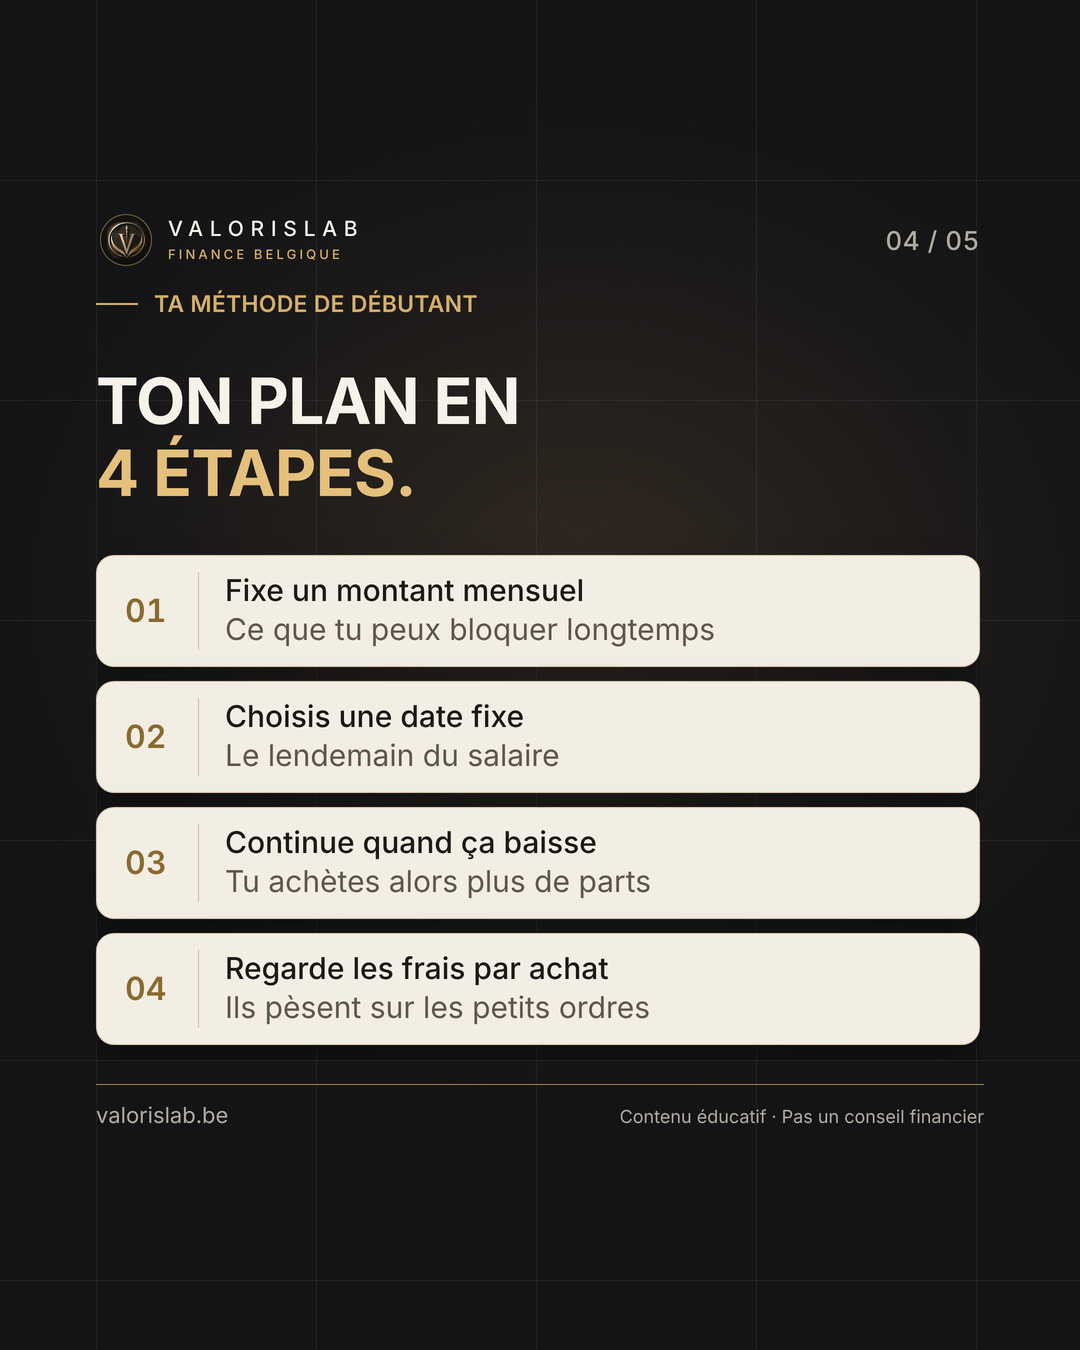 VALORISLAB
FINANCE BELGIQUE
04 / 05
TA MÉTHODE DE DÉBUTANT
TON PLAN EN
4 ÉTAPES.
01
Fixe un montant mensuel
Ce que tu peux bloquer longtemps
02
Choisis une date fixe
Le lendemain du salaire
03
Continue quand ça baisse
Tu achètes alors plus de parts
04
Regarde les frais par achat
Ils pèsent sur les petits ordres
valorislab.be
Contenu éducatif · Pas un conseil financier